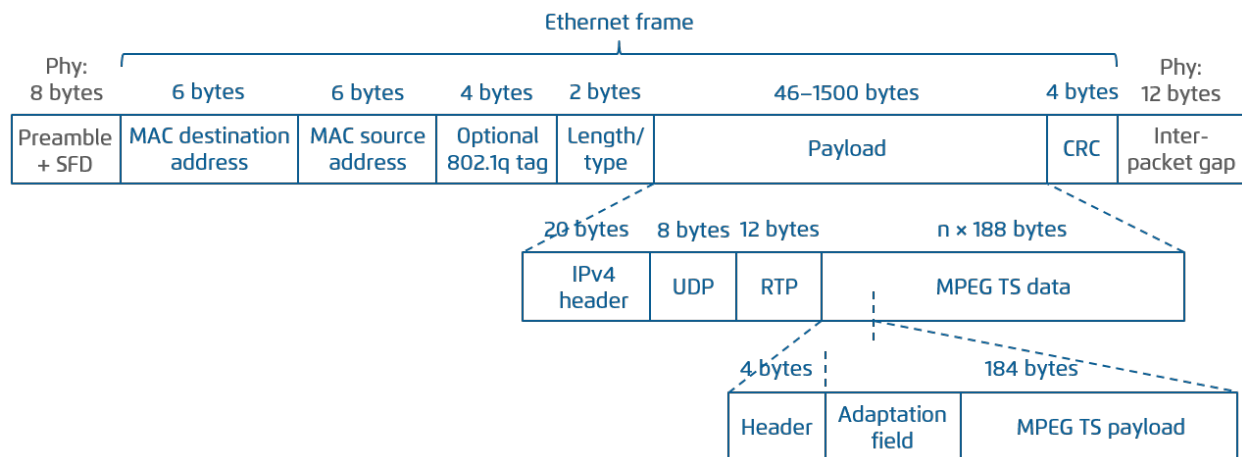 Ethernet frame
Phy:
8 bytes
6 bytes
6 bytes
4 bytes
2 bytes
46–1500 bytes
4 bytes
Phy:
12 bytes
Preamble
+ SFD
MAC destination
address
MAC source
address
Optional
802.1q tag
Length/
type
Payload
CRC
Inter-
packet gap
20 bytes
8 bytes
12 bytes
n × 188 bytes
IPv4
header
UDP
RTP
MPEG TS data
4 bytes
184 bytes
Header
Adaptation
field
MPEG TS payload